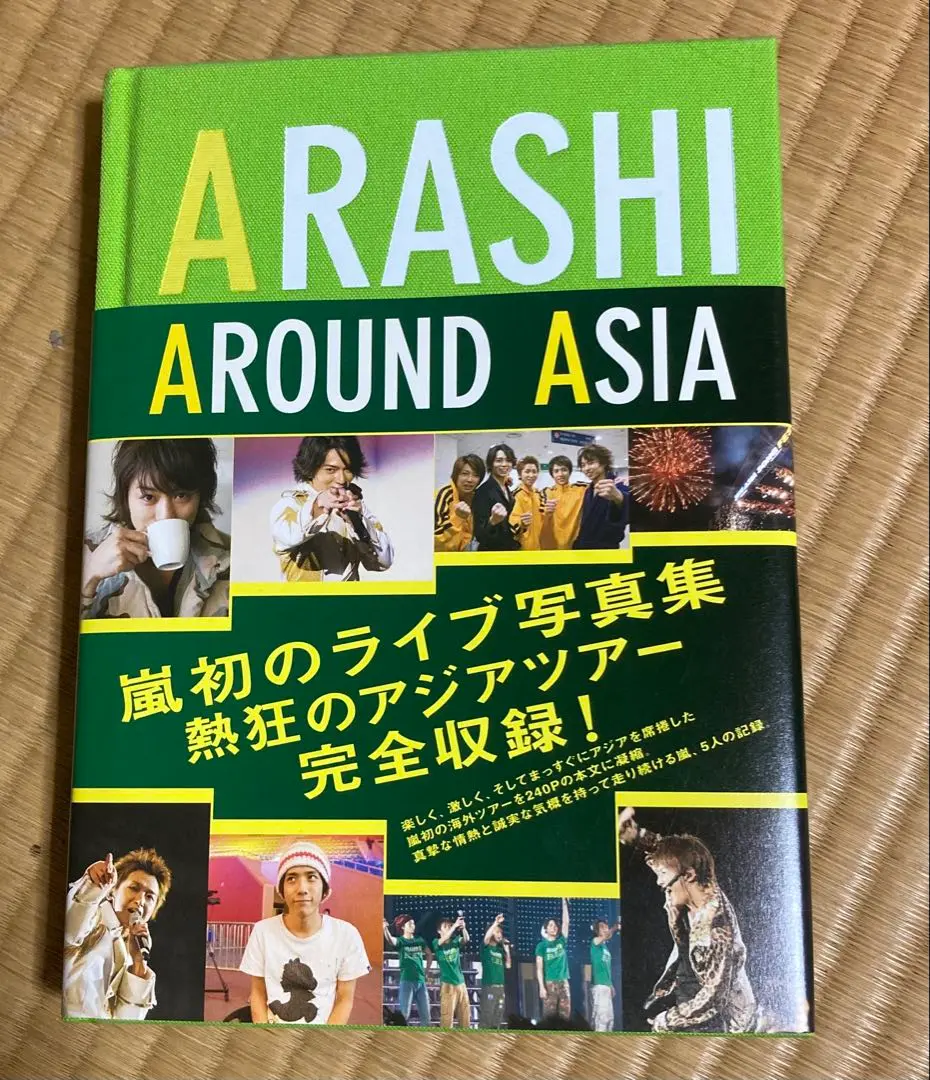 ARASHI
AROUND ASIA
嵐初のライブ写真集
熱狂のアジアツアー
完全収録！
楽しく、激しく、そしてまっすぐにアジアを席捲した
嵐初の海外ツアーを240Pの本文に凝縮。
真摯な情熱と誠実な気概を持って走り続ける嵐、5人の記録